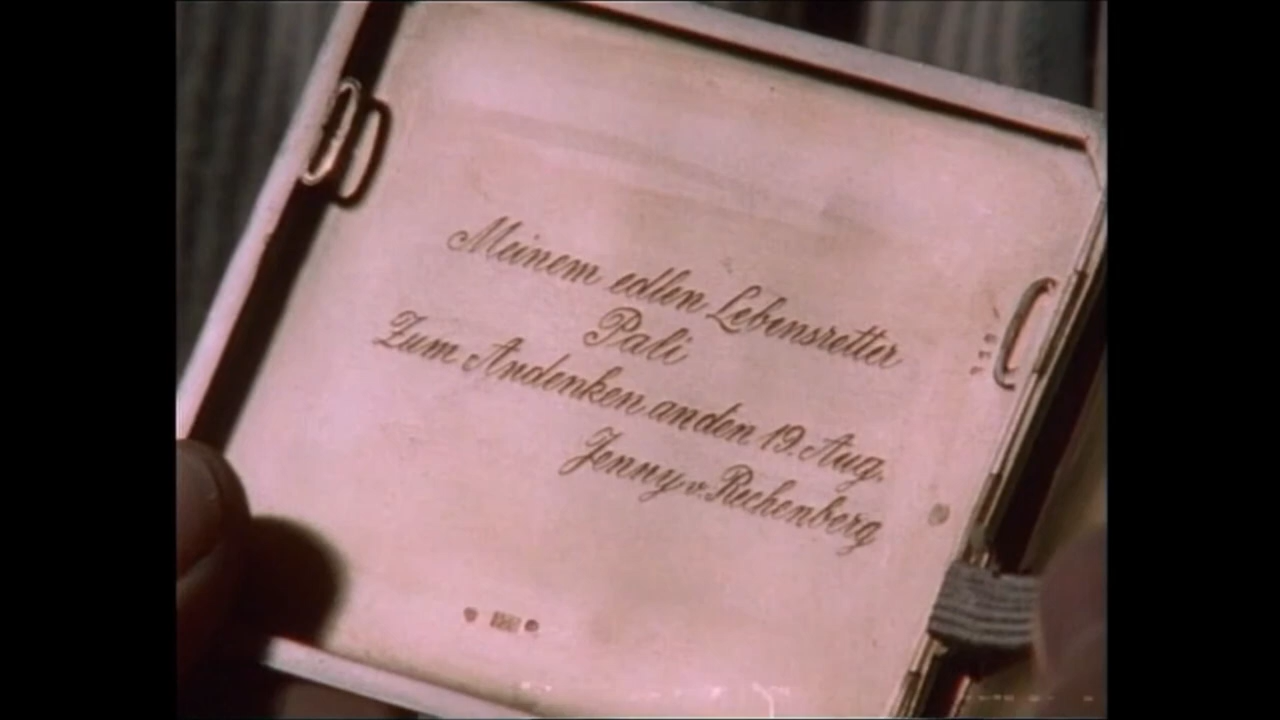 Meinem edlen Lebensretter
Pali
Zum Andenken an den 19. Aug.
Jenny v. Rechenberg